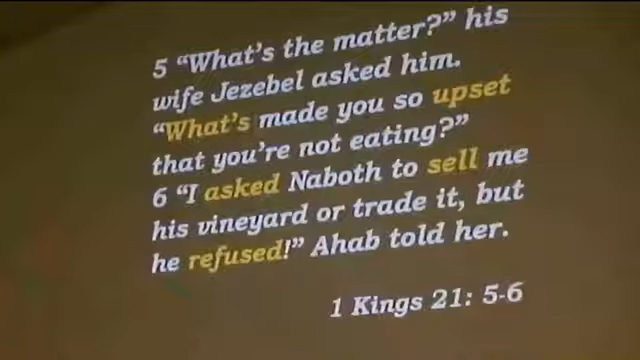 5 “What’s the matter?” his
wife Jezebel asked him.
“What’s made you so upset
that you’re not eating?”
6 “I asked Naboth to sell me
his vineyard or trade it, but
he refused!” Ahab told her.
1 Kings 21: 5-6